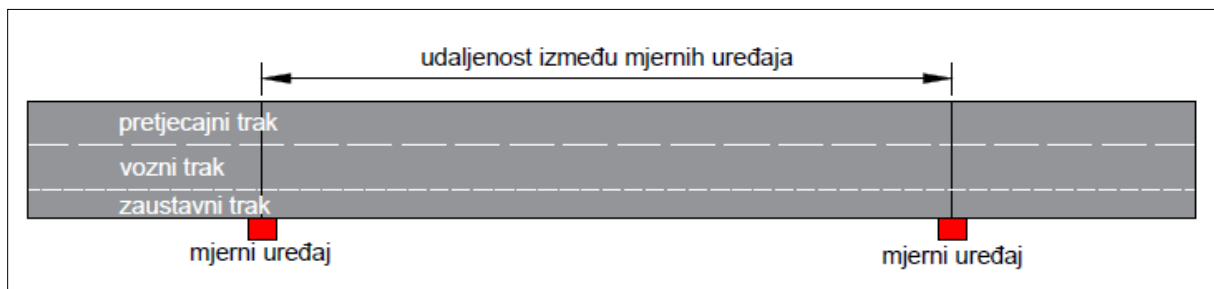 udaljenost između mjernih uređaja
pretjecajni trak
vozni trak
zaustavni trak
mjerni uređaj
mjerni uređaj